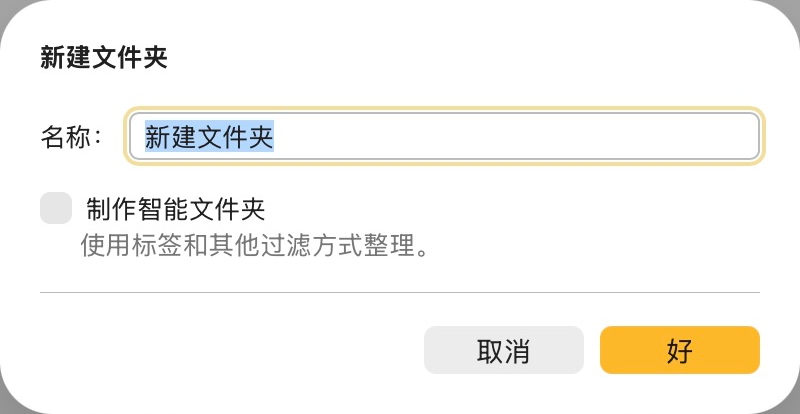 新建文件夹
名称：
新建文件夹
制作智能文件夹
使用标签和其他过滤方式整理。
取消
好